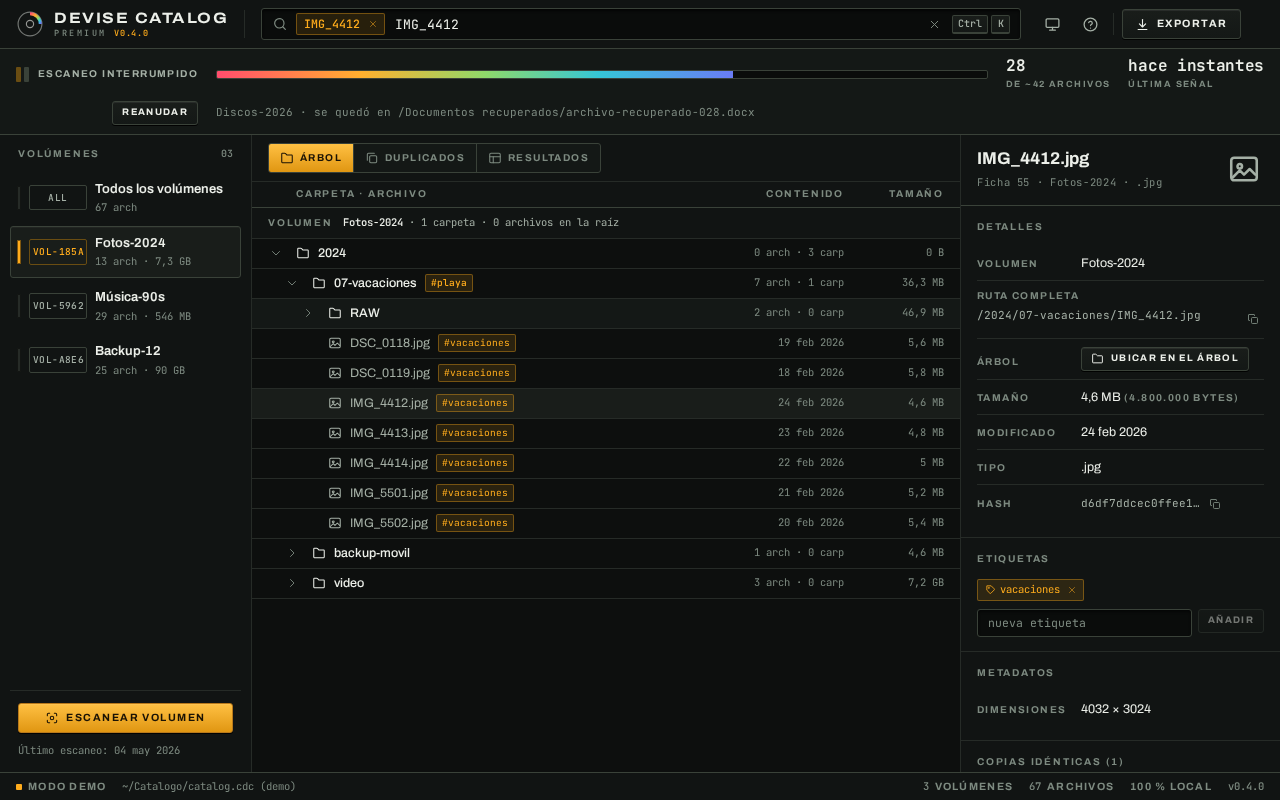 DEVISE CATALOG
PREMIUM V0.4.0
IMG_4412 × IMG_4412
Ctrl K
EXPORTAR
ESCANEO INTERRUMPIDO
28
DE ~42 ARCHIVOS
hace instantes
ÚLTIMA SEÑAL
REANUDAR
Discos-2026 · se quedó en /Documentos recuperados/archivo-recuperado-028.docx
VOLÚMENES 03
ALL
Todos los volúmenes
67 arch
VOL-185A
Fotos-2024
13 arch · 7,3 GB
VOL-5962
Música-90s
29 arch · 546 MB
VOL-A8E6
Backup-12
25 arch · 90 GB
ESCANEAR VOLUMEN
Último escaneo: 04 may 2026
ÁRBOL DUPLICADOS RESULTADOS
CARPETA · ARCHIVO CONTENIDO TAMAÑO
VOLUMEN Fotos-2024 · 1 carpeta · 0 archivos en la raíz
2024 0 arch · 3 carp 0 B
07-vacaciones #playa 7 arch · 1 carp 36,3 MB
RAW 2 arch · 0 carp 46,9 MB
DSC_0118.jpg #vacaciones 19 feb 2026 5,6 MB
DSC_0119.jpg #vacaciones 18 feb 2026 5,8 MB
IMG_4412.jpg #vacaciones 24 feb 2026 4,6 MB
IMG_4413.jpg #vacaciones 23 feb 2026 4,8 MB
IMG_4414.jpg #vacaciones 22 feb 2026 5 MB
IMG_5501.jpg #vacaciones 21 feb 2026 5,2 MB
IMG_5502.jpg #vacaciones 20 feb 2026 5,4 MB
backup-movil 1 arch · 0 carp 4,6 MB
video 3 arch · 0 carp 7,2 GB
IMG_4412.jpg
Ficha 55 · Fotos-2024 · .jpg
DETALLES
VOLUMEN Fotos-2024
RUTA COMPLETA
/2024/07-vacaciones/IMG_4412.jpg
ÁRBOL UBICAR EN EL ÁRBOL
TAMAÑO 4,6 MB (4.800.000 BYTES)
MODIFICADO 24 feb 2026
TIPO .jpg
HASH d6df7ddcec0ffee1…
ETIQUETAS
vacaciones ×
nueva etiqueta AÑADIR
METADATOS
DIMENSIONES 4032 × 3024
COPIAS IDÉNTICAS (1)
MODO DEMO ~/Catalogo/catalog.cdc (demo)
3 VOLÚMENES 67 ARCHIVOS 100 % LOCAL v0.4.0